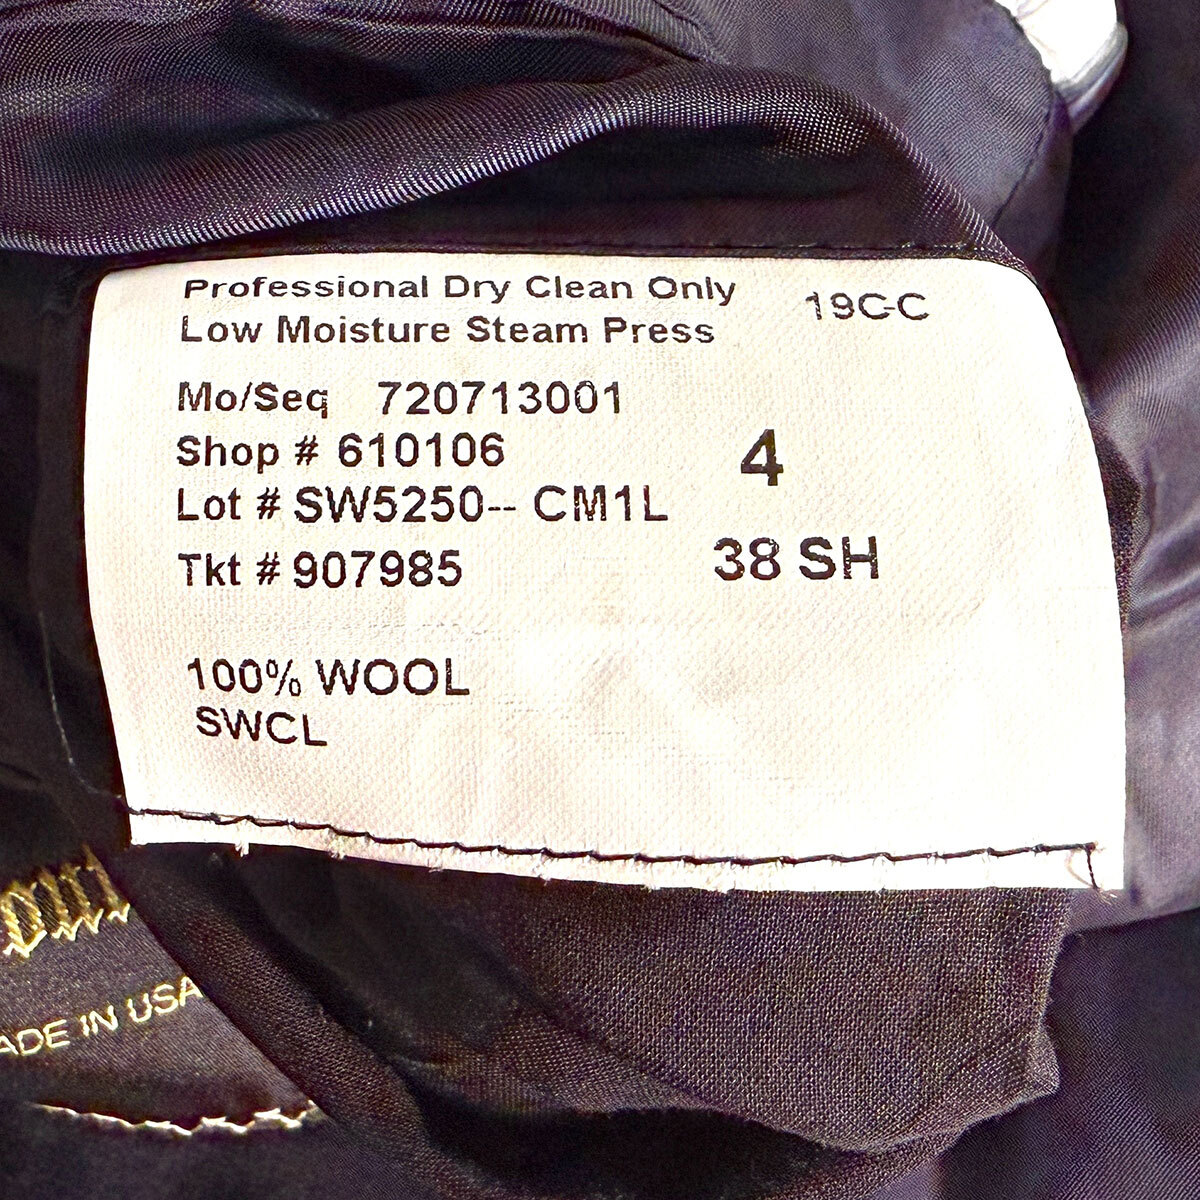 Professional Dry Clean Only
19C-C
Low Moisture Steam Press
Mo/Seq 720713001
Shop # 610106
4
Lot # SW5250-- CM1L
Tkt # 907985
38 SH
100% WOOL
SWCL
ADE IN USA